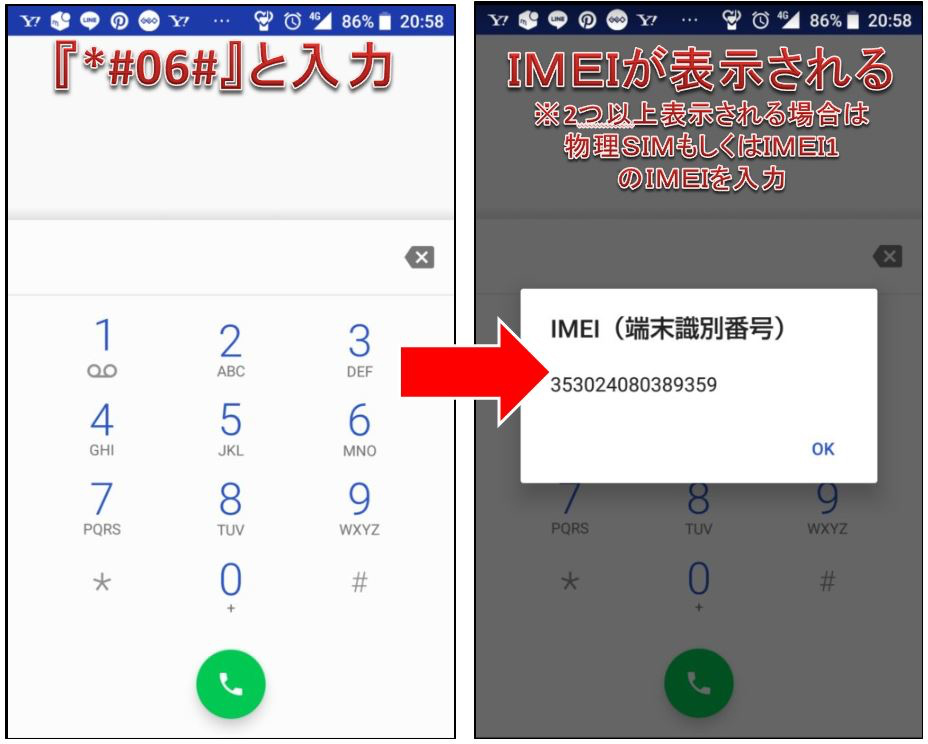 Y! LINE Y! … 4G 86% 20:58
『*#06#』と入力
1
2
ABC
3
DEF
4
GHI
5
JKL
6
MNO
7
PQRS
8
TUV
9
WXYZ
*
0
+
#
Y! LINE Y! … 4G 86% 20:58
IMEIが表示される
※2つ以上表示される場合は
物理SIMもしくはIMEI1
のIMEIを入力
IMEI（端末識別番号）
353024080389359
OK
7
PQRS
8
TUV
9
WXYZ
*
0
+
#